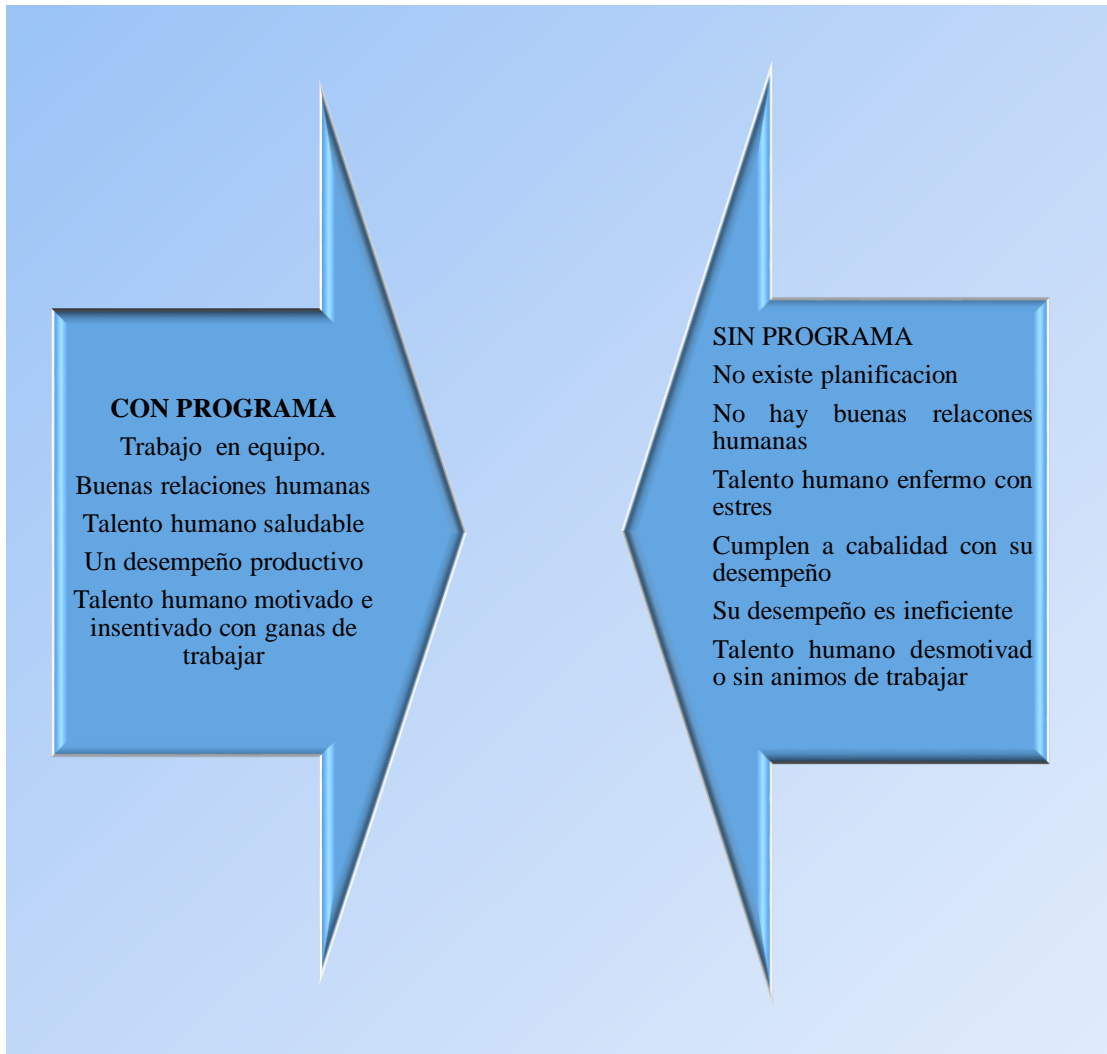 CON PROGRAMA
Trabajo en equipo.
Buenas relaciones humanas
Talento humano saludable
Un desempeño productivo
Talento humano motivado e
insentivado con ganas de
trabajar
SIN PROGRAMA
No existe planificacion
No hay buenas relacones
humanas
Talento humano enfermo con
estres
Cumplen a cabalidad con su
desempeño
Su desempeño es ineficiente
Talento humano desmotivad
o sin animos de trabajar